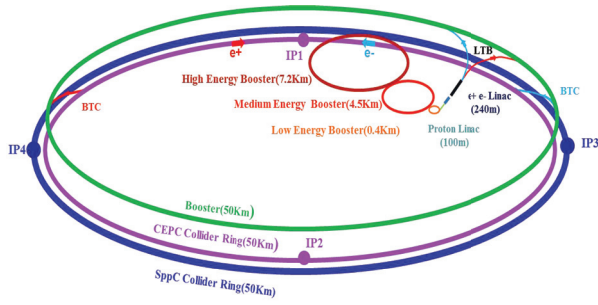 e+
e-
IP1
LTB
High Energy Booster(7.2Km)
BTC
BTC
Medium Energy Booster(4.5Km)
e+ e- Linac
(240m)
Low Energy Booster(0.4Km)
Proton Linac
(100m)
IP4
IP3
Booster(50Km)
CEPC Collider Ring(50Km)
IP2
SppC Collider Ring(50Km)